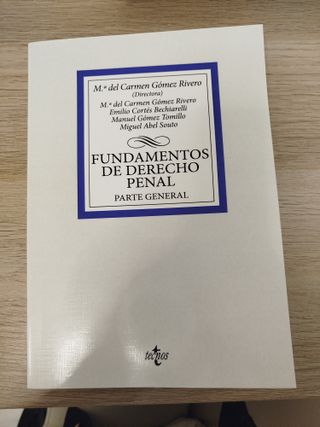 M.ª del Carmen Gómez Rivero
(Directora)
M.ª del Carmen Gómez Rivero
Emilio Cortés Bechiarelli
Manuel Gómez Tomillo
Miguel Abel Souto
FUNDAMENTOS
DE DERECHO
PENAL
PARTE GENERAL
tecnos